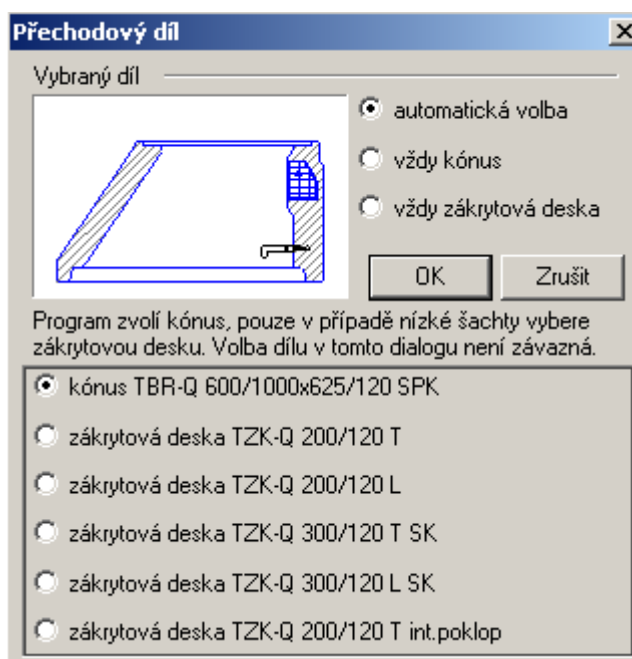 Přechodový díl
Vybraný díl
automatická volba
vždy kónus
vždy zákrytová deska
OK
Zrušit
Program zvolí kónus, pouze v případě nízké šachty vybere
zákrytovou desku. Volba dílu v tomto dialogu není závazná.
kónus TBR-Q 600/1000x625/120 SPK
zákrytová deska TZK-Q 200/120 T
zákrytová deska TZK-Q 200/120 L
zákrytová deska TZK-Q 300/120 T SK
zákrytová deska TZK-Q 300/120 L SK
zákrytová deska TZK-Q 200/120 T int.poklop